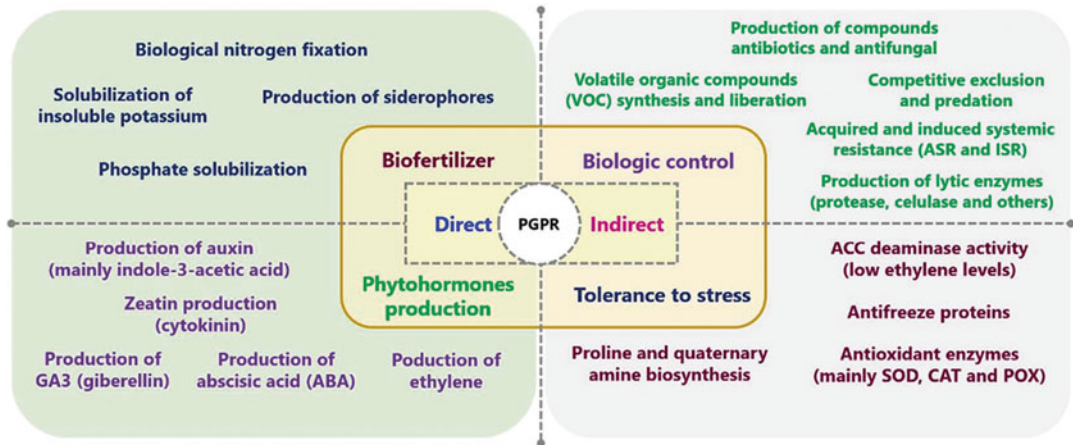 Biological nitrogen fixation
Solubilization of
insoluble potassium
Production of siderophores
Phosphate solubilization
Production of compounds
antibiotics and antifungal
Volatile organic compounds
(VOC) synthesis and liberation
Competitive exclusion
and predation
Acquired and induced systemic
resistance (ASR and ISR)
Production of lytic enzymes
(protease, celulase and others)
Biofertilizer
Biologic control
Direct
PGPR
Indirect
Phytohormones
production
Tolerance to stress
Production of auxin
(mainly indole-3-acetic acid)
Zeatin production
(cytokinin)
Production of
GA3 (giberellin)
Production of
abscisic acid (ABA)
Poduction of
ethylene
ACC deaminase activity
(low ethylene levels)
Antifreeze proteins
Proline and quaternary
amine biosynthesis
Antioxidant enzymes
(mainly SOD, CAT and POX)